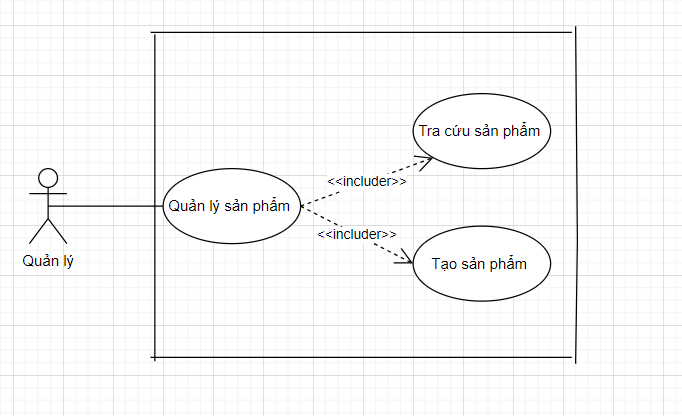 Tra cứu sản phẩm
<<includer>>
Quản lý sản phẩm
<<includer>>
Quản lý
Tạo sản phẩm